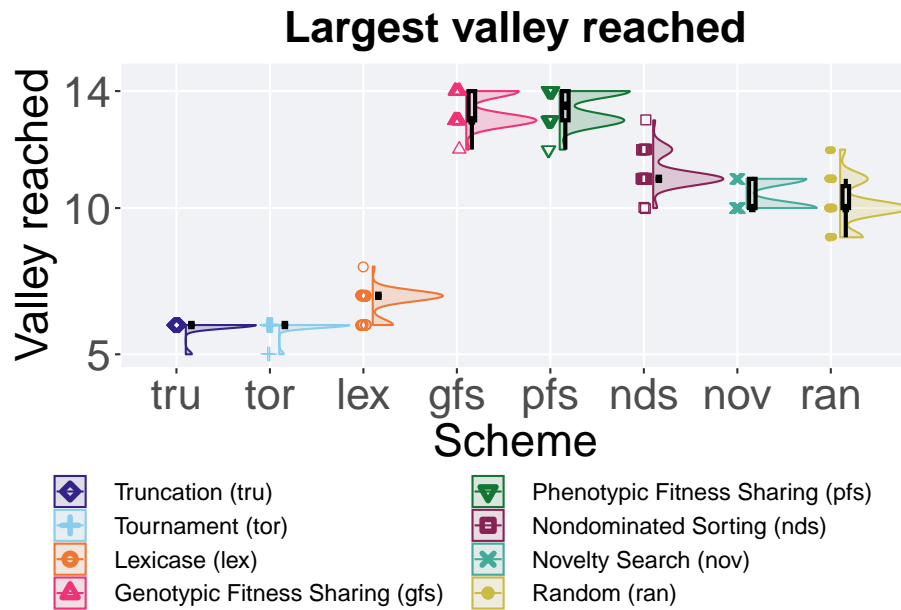 Largest valley reached
Valley reached
14
10
5
tru tor lex gfs pfs nds nov ran
Scheme
Truncation (tru)
Tournament (tor)
Lexicase (lex)
Genotypic Fitness Sharing (gfs)
Phenotypic Fitness Sharing (pfs)
Nondominated Sorting (nds)
Novelty Search (nov)
Random (ran)